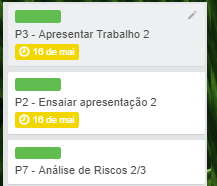 P3 - Apresentar Trabalho 2
16 de mai
P2 - Ensaiar apresentação 2
16 de mai
P7 - Análise de Riscos 2/3